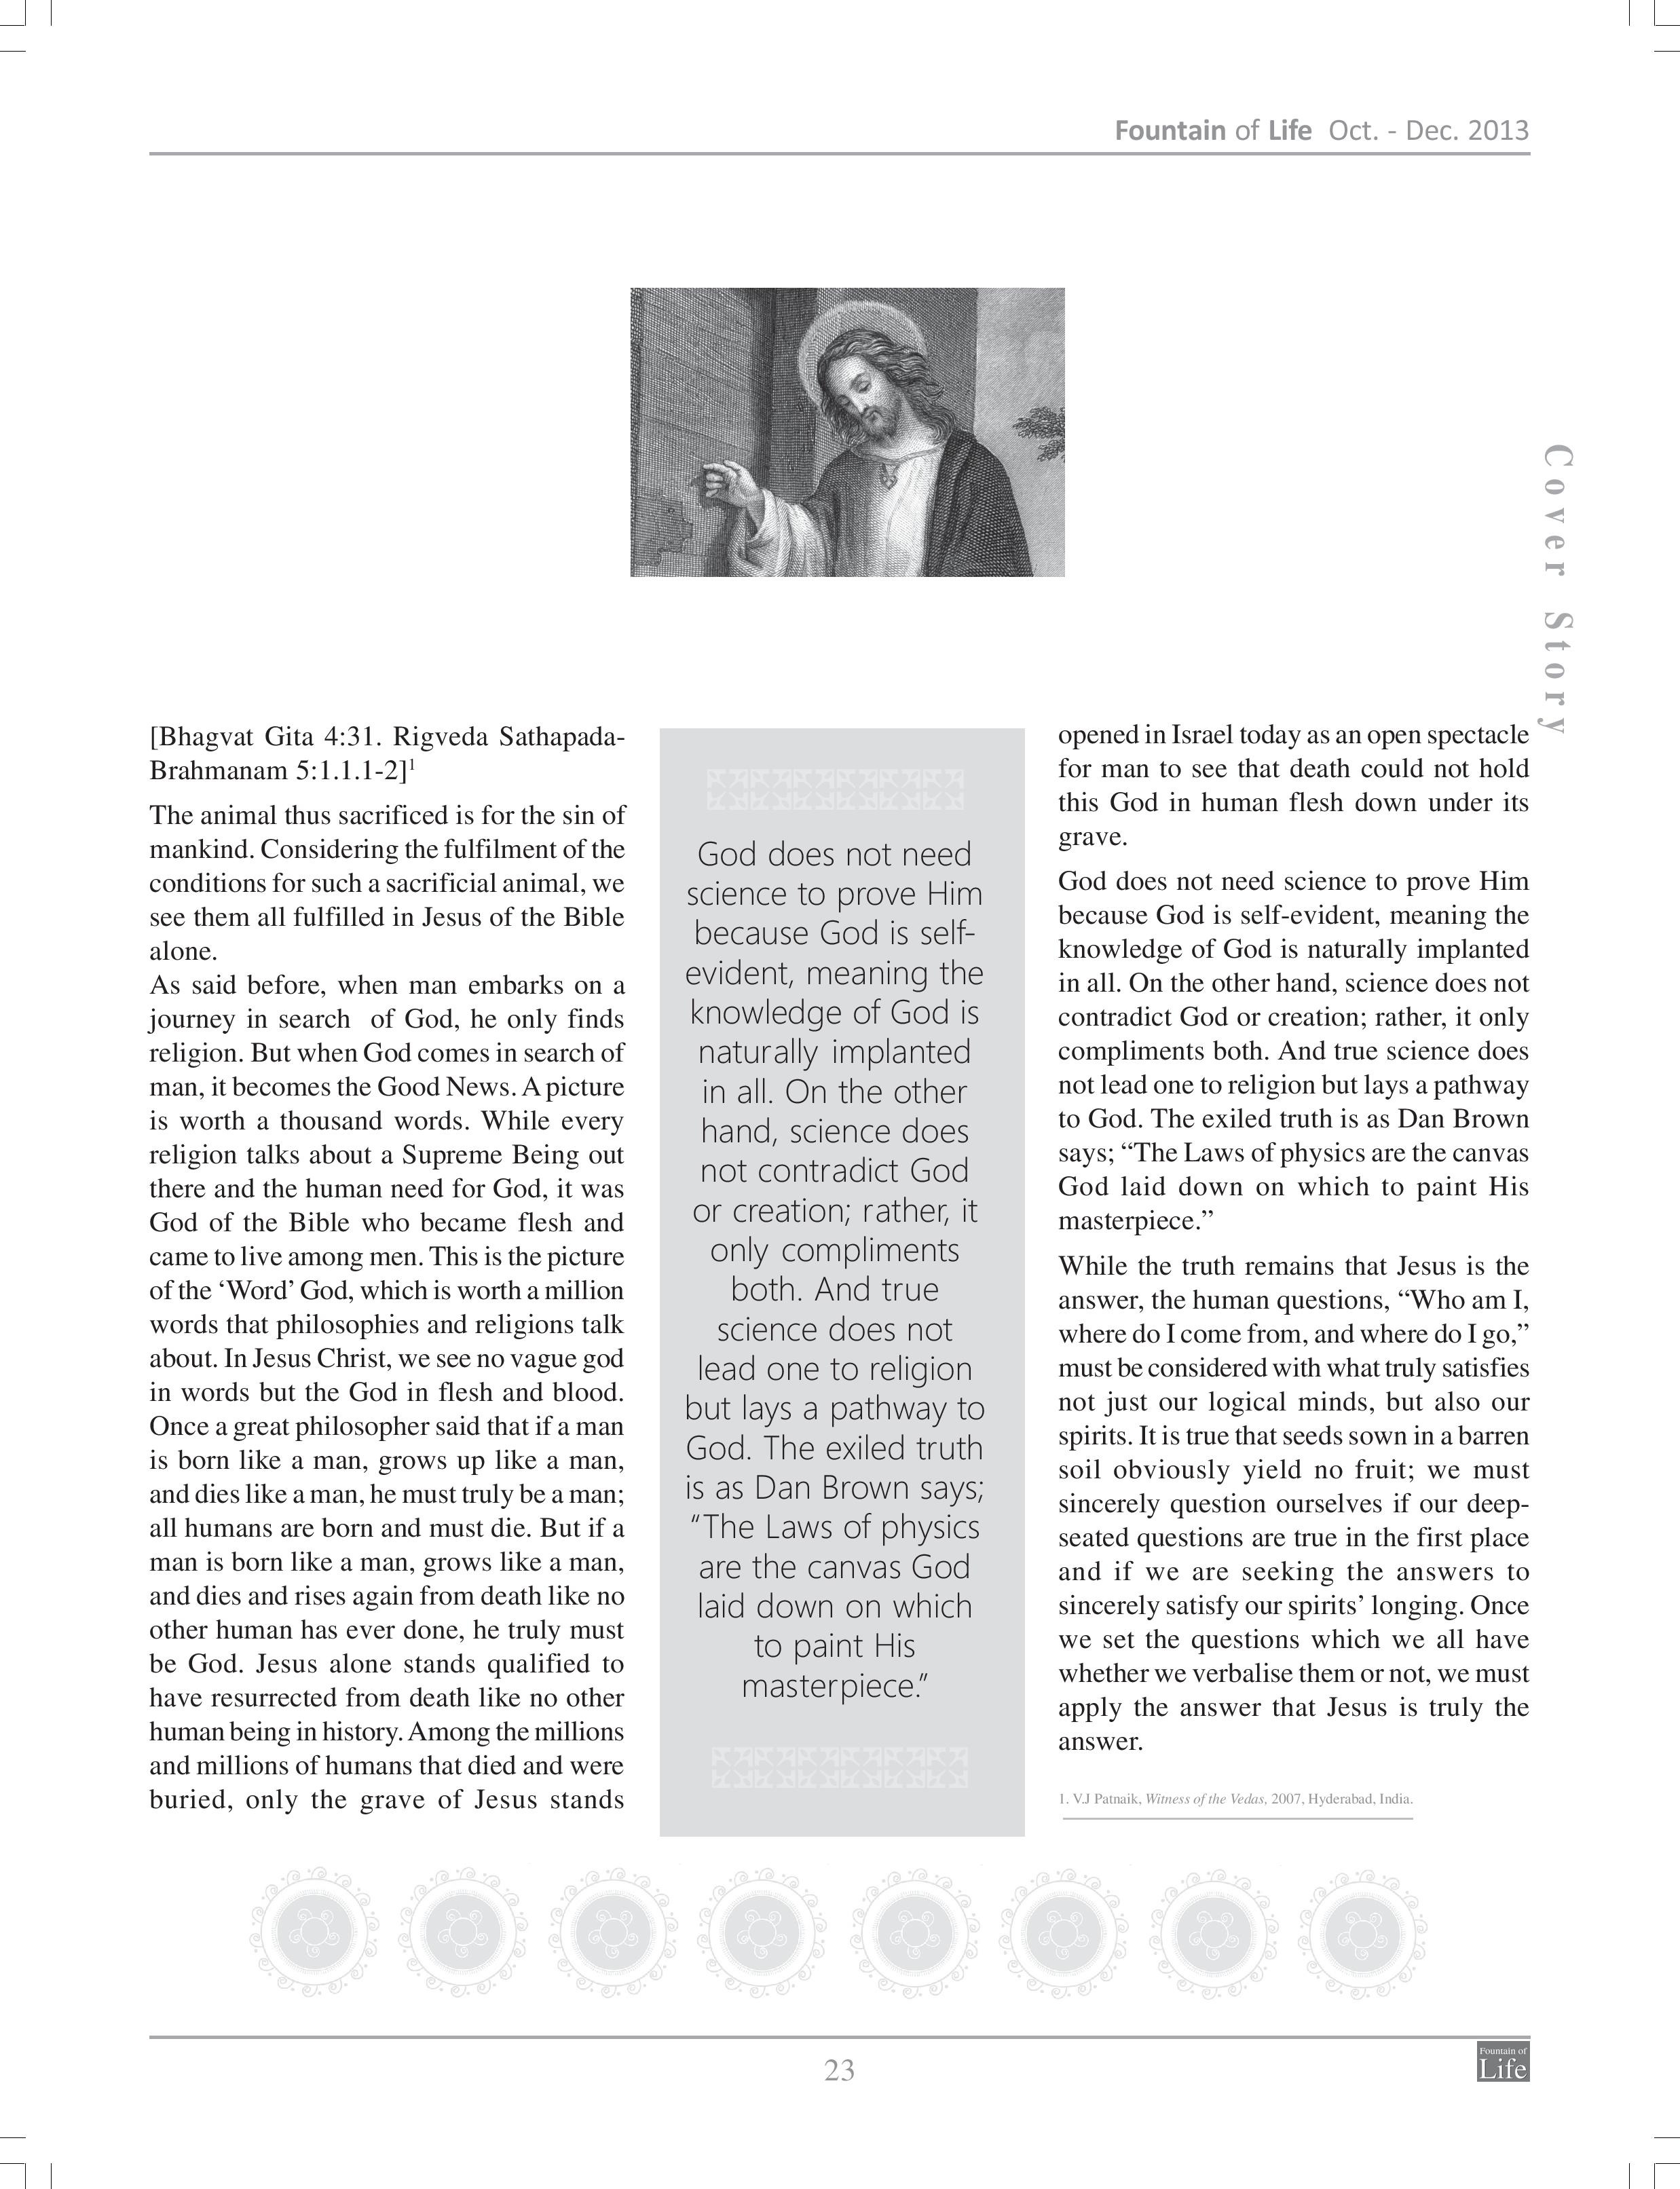 Fountain of Life Oct. - Dec. 2013
Cover Story
[Bhagvat Gita 4:31. Rigveda Sathapada-
Brahmanam 5:1.1.1-2]1
The animal thus sacrificed is for the sin of
mankind. Considering the fulfilment of the
conditions for such a sacrificial animal, we
see them all fulfilled in Jesus of the Bible
alone.
As said before, when man embarks on a
journey in search of God, he only finds
religion. But when God comes in search of
man, it becomes the Good News. A picture
is worth a thousand words. While every
religion talks about a Supreme Being out
there and the human need for God, it was
God of the Bible who became flesh and
came to live among men. This is the picture
of the ‘Word’ God, which is worth a million
words that philosophies and religions talk
about. In Jesus Christ, we see no vague god
in words but the God in flesh and blood.
Once a great philosopher said that if a man
is born like a man, grows up like a man,
and dies like a man, he must truly be a man;
all humans are born and must die. But if a
man is born like a man, grows like a man,
and dies and rises again from death like no
other human has ever done, he truly must
be God. Jesus alone stands qualified to
have resurrected from death like no other
human being in history. Among the millions
and millions of humans that died and were
buried, only the grave of Jesus stands
God does not need
science to prove Him
because God is self-
evident, meaning the
knowledge of God is
naturally implanted
in all. On the other
hand, science does
not contradict God
or creation; rather, it
only compliments
both. And true
science does not
lead one to religion
but lays a pathway to
God. The exiled truth
is as Dan Brown says;
“The Laws of physics
are the canvas God
laid down on which
to paint His
masterpiece.”
opened in Israel today as an open spectacle
for man to see that death could not hold
this God in human flesh down under its
grave.
God does not need science to prove Him
because God is self-evident, meaning the
knowledge of God is naturally implanted
in all. On the other hand, science does not
contradict God or creation; rather, it only
compliments both. And true science does
not lead one to religion but lays a pathway
to God. The exiled truth is as Dan Brown
says; “The Laws of physics are the canvas
God laid down on which to paint His
masterpiece.”
While the truth remains that Jesus is the
answer, the human questions, “Who am I,
where do I come from, and where do I go,”
must be considered with what truly satisfies
not just our logical minds, but also our
spirits. It is true that seeds sown in a barren
soil obviously yield no fruit; we must
sincerely question ourselves if our deep-
seated questions are true in the first place
and if we are seeking the answers to
sincerely satisfy our spirits’ longing. Once
we set the questions which we all have
whether we verbalise them or not, we must
apply the answer that Jesus is truly the
answer.
1. V.J Patnaik, Witness of the Vedas, 2007, Hyderabad, India.
23
Fountain of
Life